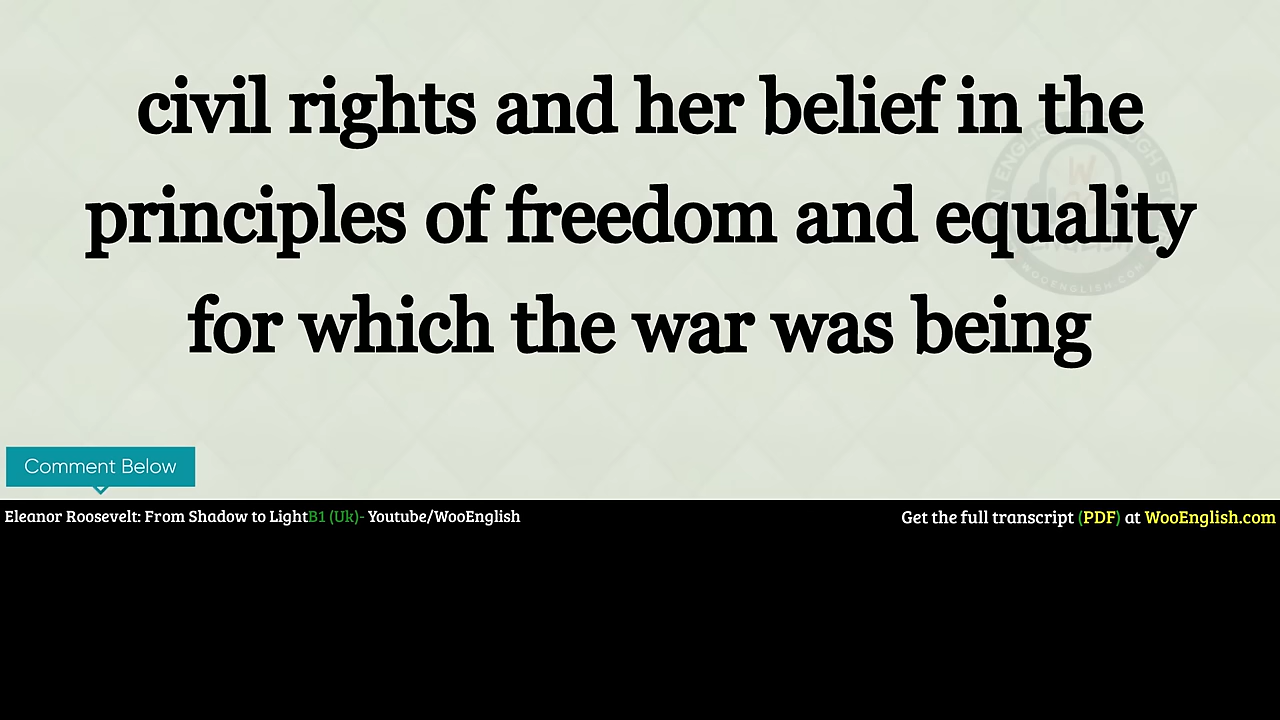 civil rights and her belief in the
principles of freedom and equality
for which the war was being
Comment Below
Eleanor Roosevelt: From Shadow to LightB1 (Uk)- Youtube/WooEnglish
Get the full transcript (PDF) at WooEnglish.com